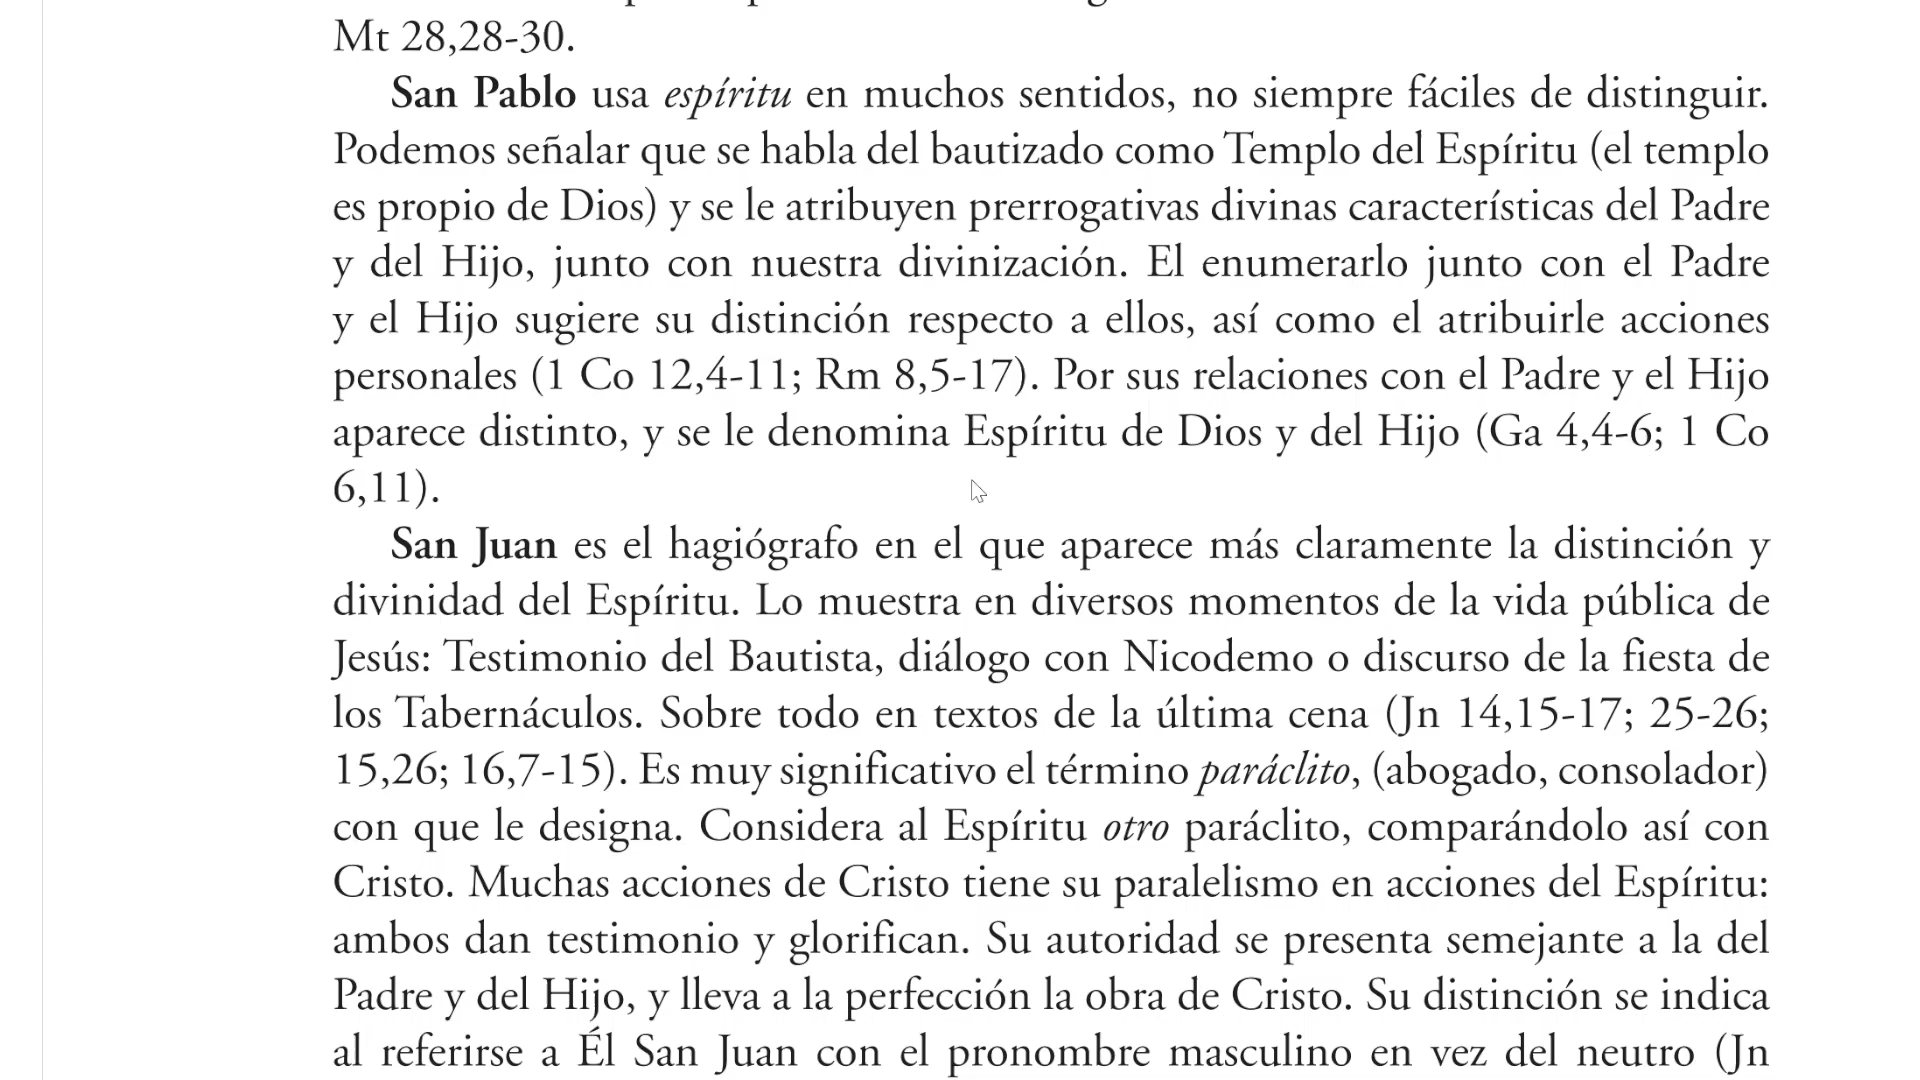 Mt 28,28-30.
San Pablo usa espíritu en muchos sentidos, no siempre fáciles de distinguir.
Podemos señalar que se habla del bautizado como Templo del Espíritu (el templo
es propio de Dios) y se le atribuyen prerrogativas divinas características del Padre
y del Hijo, junto con nuestra divinización. El enumerarlo junto con el Padre
y el Hijo sugiere su distinción respecto a ellos, así como el atribuirle acciones
personales (1 Co 12,4-11; Rm 8,5-17). Por sus relaciones con el Padre y el Hijo
aparece distinto, y se le denomina Espíritu de Dios y del Hijo (Ga 4,4-6; 1 Co
6,11).
San Juan es el hagiógrafo en el que aparece más claramente la distinción y
divinidad del Espíritu. Lo muestra en diversos momentos de la vida pública de
Jesús: Testimonio del Bautista, diálogo con Nicodemo o discurso de la fiesta de
los Tabernáculos. Sobre todo en textos de la última cena (Jn 14,15-17; 25-26;
15,26; 16,7-15). Es muy significativo el término paráclito, (abogado, consolador)
con que le designa. Considera al Espíritu otro paráclito, comparándolo así con
Cristo. Muchas acciones de Cristo tiene su paralelismo en acciones del Espíritu:
ambos dan testimonio y glorifican. Su autoridad se presenta semejante a la del
Padre y del Hijo, y lleva a la perfección la obra de Cristo. Su distinción se indica
al referirse a Él San Juan con el pronombre masculino en vez del neutro (Jn